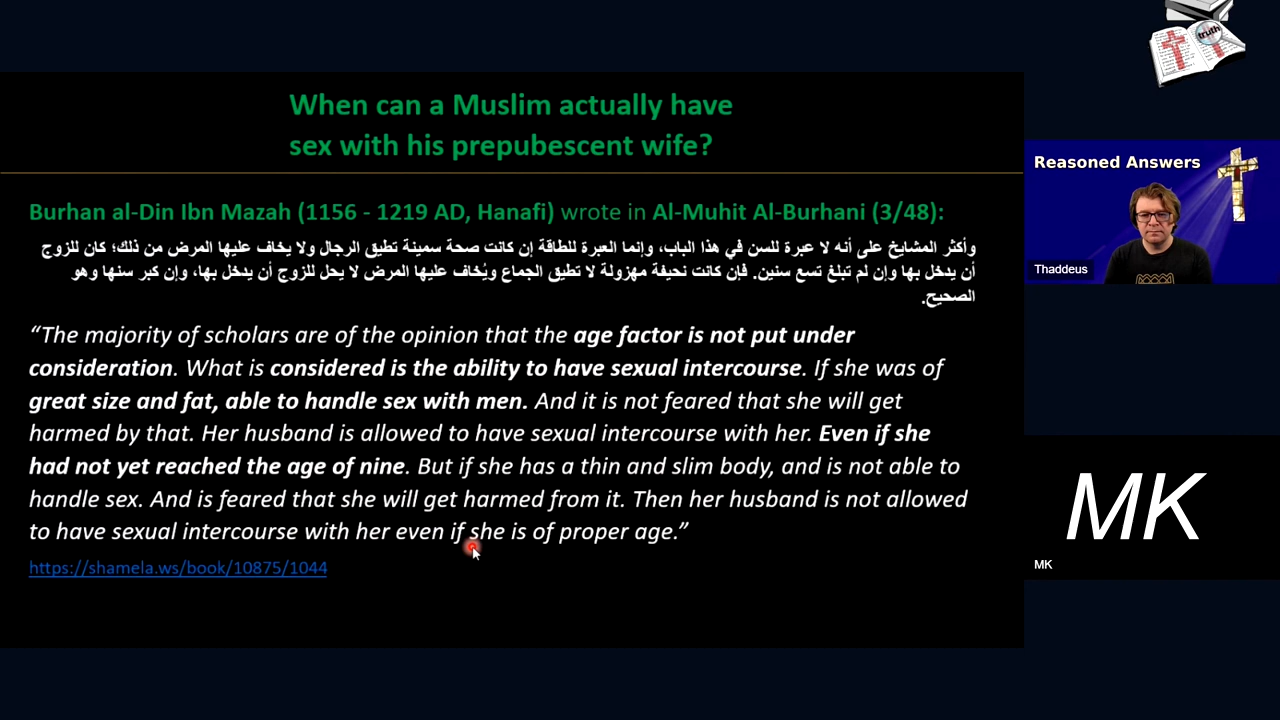 truth
When can a Muslim actually have
sex with his prepubescent wife?
Reasoned Answers
Burhan al-Din Ibn Mazah (1156 - 1219 AD, Hanafi) wrote in Al-Muhit Al-Burhani (3/48):
وأكثر المشايخ على أنه لا عبرة للسن في هذا الباب، وإنما العبرة للطاقة إن كانت صحة سمينة تطيق الرجال ولا يخاف عليها المرض من ذلك؛ كان للزوج
أن يدخل بها وإن لم تبلغ تسع سنين. فإن كانت نحيفة مهزولة لا تطيق الجماع ويُخاف عليها المرض لا يحل للزوج أن يدخل بها، وإن كبر سنها وهو
الصحيح.
Thaddeus
“The majority of scholars are of the opinion that the age factor is not put under
consideration. What is considered is the ability to have sexual intercourse. If she was of
great size and fat, able to handle sex with men. And it is not feared that she will get
harmed by that. Her husband is allowed to have sexual intercourse with her. Even if she
had not yet reached the age of nine. But if she has a thin and slim body, and is not able to
handle sex. And is feared that she will get harmed from it. Then her husband is not allowed
to have sexual intercourse with her even if she is of proper age.”
https://shamela.ws/book/10875/1044
MK
MK